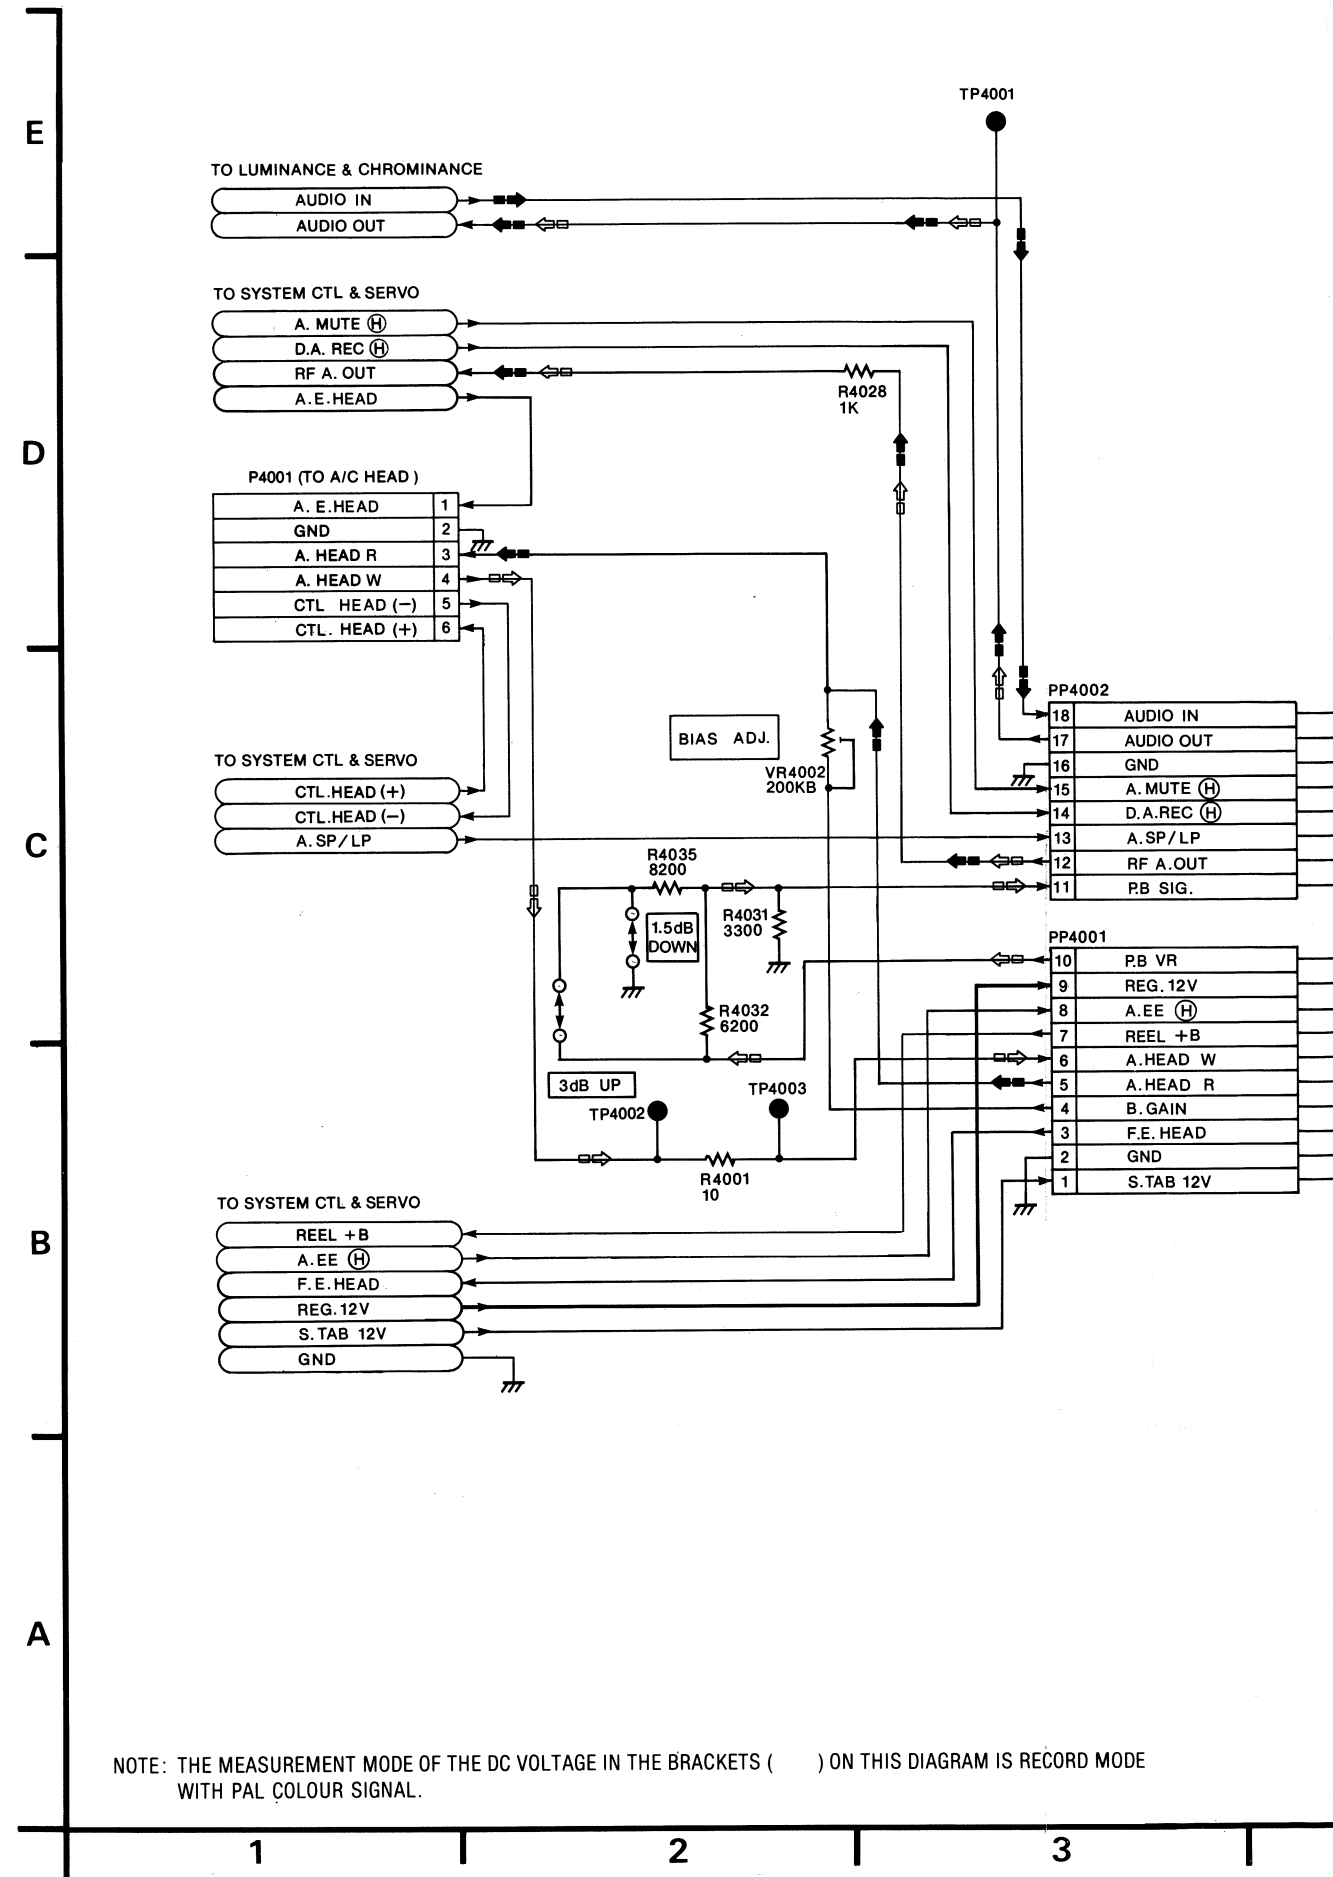 TP4001
E
TO LUMINANCE & CHROMINANCE
AUDIO IN
AUDIO OUT
TO SYSTEM CTL & SERVO
A. MUTE Ⓗ
D.A. REC Ⓗ
RF A. OUT
A.E.HEAD
R4028
1K
D
P4001 (TO A/C HEAD)
A. E.HEAD 1
GND 2
A. HEAD R 3
A. HEAD W 4
CTL HEAD (−) 5
CTL. HEAD (+) 6
BIAS ADJ.
VR4002
200KB
TO SYSTEM CTL & SERVO
CTL.HEAD (+)
CTL.HEAD (−)
A.SP/LP
C
PP4002
18 AUDIO IN
17 AUDIO OUT
16 GND
15 A.MUTE Ⓗ
14 D.A.REC Ⓗ
13 A.SP/LP
12 RF A.OUT
11 P.B SIG.
R4035
8200
1.5dB
DOWN
R4031
3300
R4032
6200
PP4001
10 P.B VR
9 REG.12V
8 A.EE Ⓗ
7 REEL +B
6 A.HEAD W
5 A.HEAD R
4 B.GAIN
3 F.E.HEAD
2 GND
1 S.TAB 12V
3dB UP
TP4002
TP4003
R4001
10
TO SYSTEM CTL & SERVO
B
REEL +B
A.EE Ⓗ
F.E.HEAD
REG.12V
S.TAB 12V
GND
A
NOTE: THE MEASUREMENT MODE OF THE DC VOLTAGE IN THE BRACKETS ( ) ON THIS DIAGRAM IS RECORD MODE
WITH PAL COLOUR SIGNAL.
1 2 3